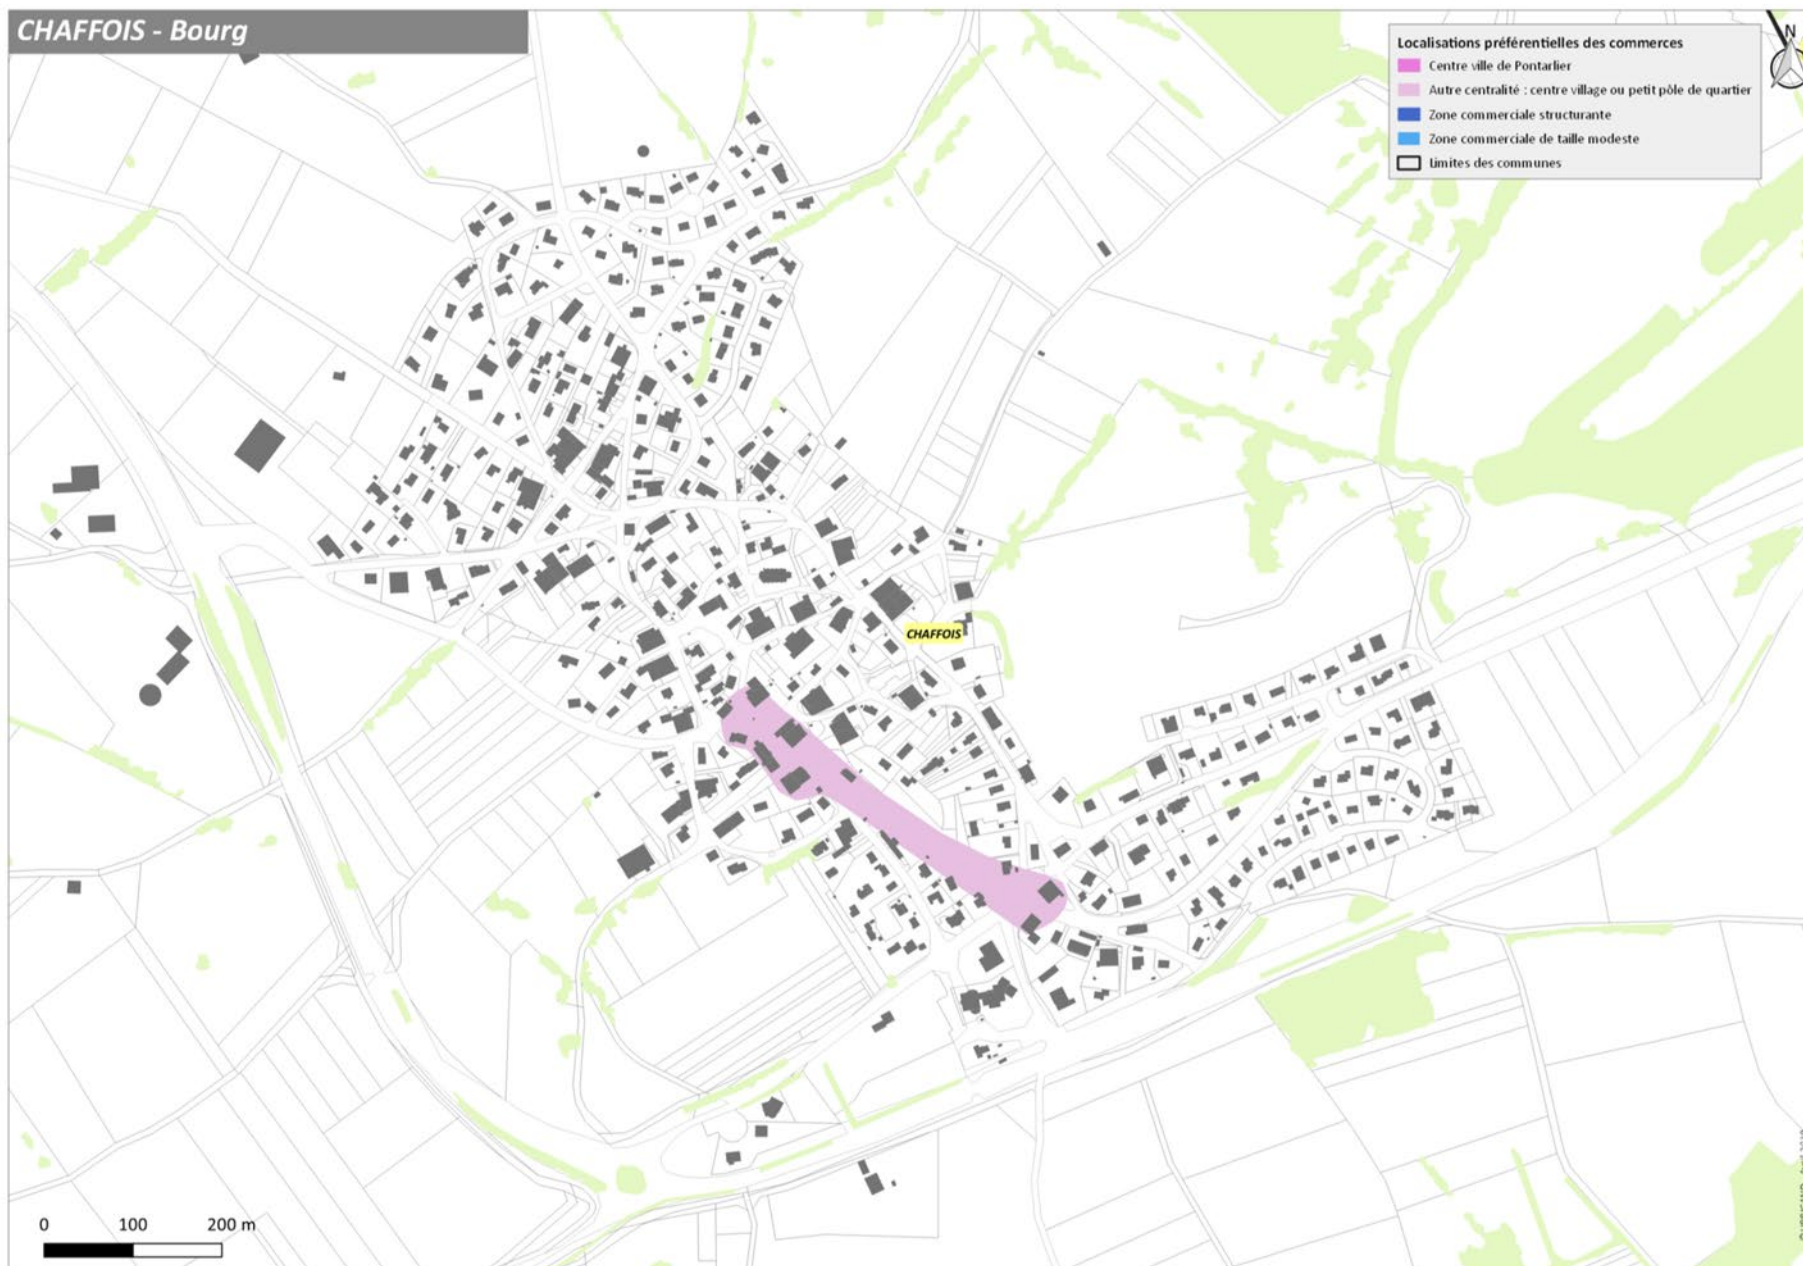 CHAFFOIS - Bourg
Localisations préférentielles des commerces
Centre ville de Pontarlier
Autre centralité : centre village ou petit pôle de quartier
Zone commerciale structurante
Zone commerciale de taille modeste
Limites des communes
N
CHAFFOIS
0 100 200 m